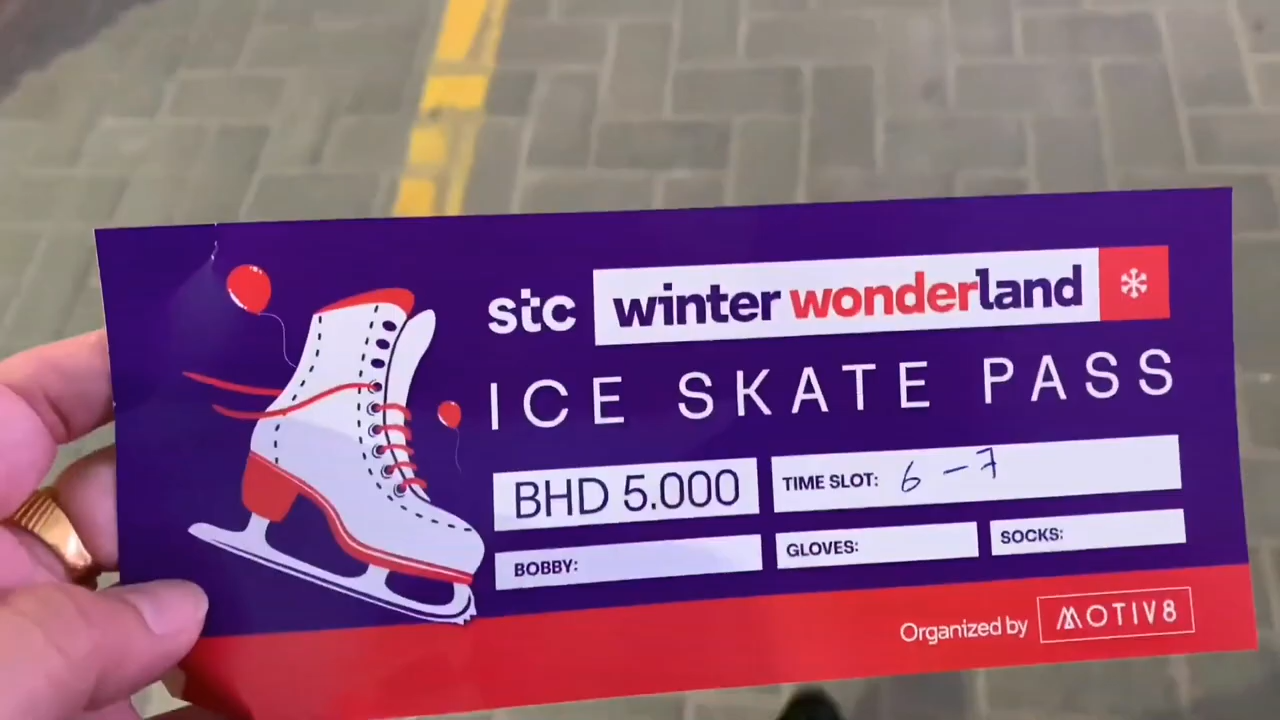 stc winter wonderland
ICE SKATE PASS
BHD 5.000
TIME SLOT: 6 - 7
BOBBY:
GLOVES:
SOCKS:
Organized by MOTIV8